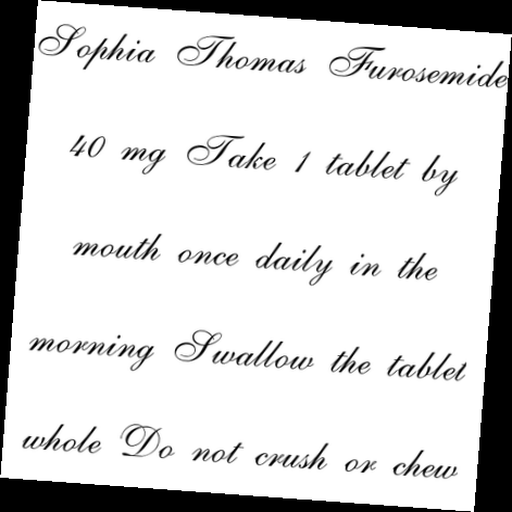 Sophia Thomas Furosemide
40 mg Take 1 tablet by
mouth once daily in the
morning Swallow the tablet
whole Do not crush or chew